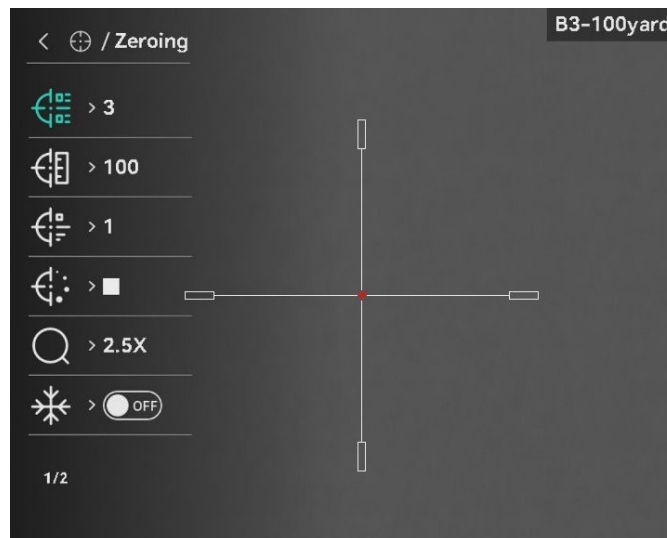 B3-100yard
< / Zeroing
> 3
> 100
> 1
>
> 2.5X
> OFF
1/2